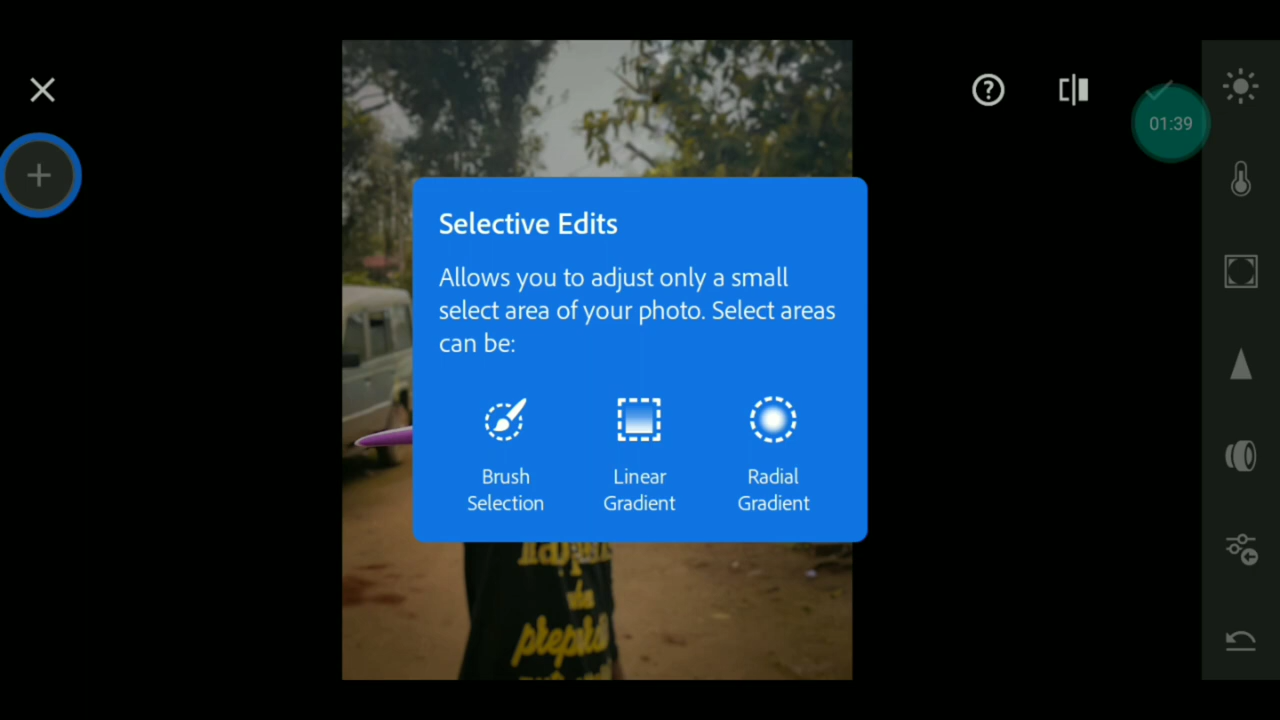 01:39
Selective Edits
Allows you to adjust only a small
select area of your photo. Select areas
can be:
Brush
Selection
Linear
Gradient
Radial
Gradient